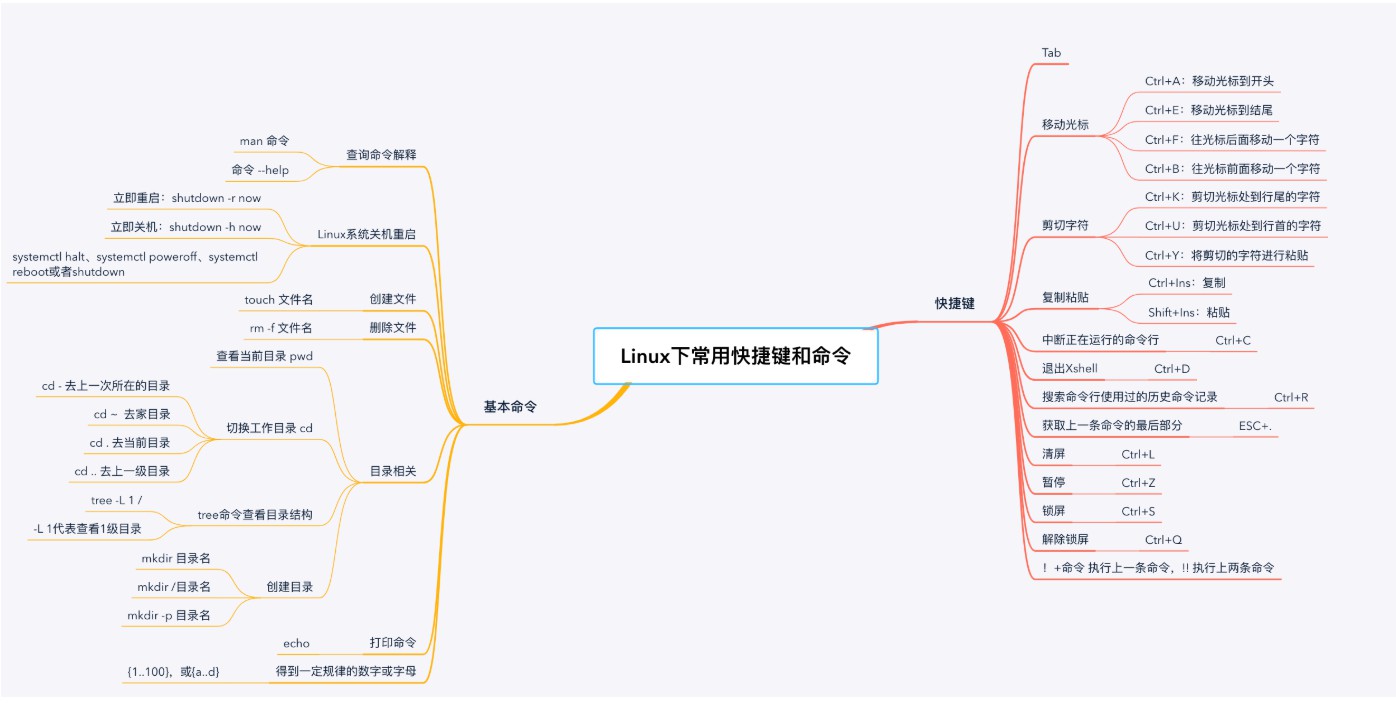 Linux下常用快捷键和命令
快捷键
Tab
移动光标
Ctrl+A：移动光标到开头
Ctrl+E：移动光标到结尾
Ctrl+F：往光标后面移动一个字符
Ctrl+B：往光标前面移动一个字符
剪切字符
Ctrl+K：剪切光标处到行尾的字符
Ctrl+U：剪切光标处到行首的字符
Ctrl+Y：将剪切的字符进行粘贴
复制粘贴
Ctrl+Ins：复制
Shift+Ins：粘贴
中断正在运行的命令行 Ctrl+C
退出Xshell Ctrl+D
搜索命令行使用过的历史命令记录 Ctrl+R
获取上一条命令的最后部分 ESC+.
清屏 Ctrl+L
暂停 Ctrl+Z
锁屏 Ctrl+S
解除锁屏 Ctrl+Q
！+命令 执行上一条命令，!! 执行上两条命令
基本命令
查询命令解释
man 命令
命令 --help
Linux系统关机重启
立即重启：shutdown -r now
立即关机：shutdown -h now
systemctl halt、systemctl poweroff、systemctl
reboot或者shutdown
创建文件 touch 文件名
删除文件 rm -f 文件名
目录相关
查看当前目录 pwd
切换工作目录 cd
cd - 去上一次所在的目录
cd ~ 去家目录
cd . 去当前目录
cd .. 去上一级目录
tree命令查看目录结构
tree -L 1 /
-L 1代表查看1级目录
创建目录
mkdir 目录名
mkdir /目录名
mkdir -p 目录名
打印命令 echo
得到一定规律的数字或字母 {1..100}，或{a..d}